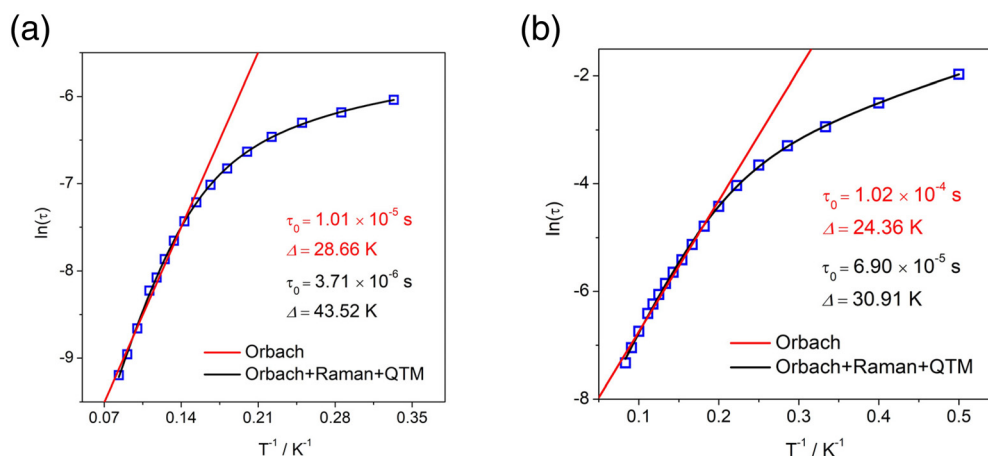 (a)
-6
-7
-8
-9
ln(τ)
τ₀ = 1.01 × 10⁻⁵ s
Δ = 28.66 K
τ₀ = 3.71 × 10⁻⁶ s
Δ = 43.52 K
Orbach
Orbach+Raman+QTM
0.07 0.14 0.21 0.28 0.35
T⁻¹ / K⁻¹
(b)
-2
-4
-6
-8
ln(τ)
τ₀ = 1.02 × 10⁻⁴ s
Δ = 24.36 K
τ₀ = 6.90 × 10⁻⁵ s
Δ = 30.91 K
Orbach
Orbach+Raman+QTM
0.1 0.2 0.3 0.4 0.5
T⁻¹ / K⁻¹